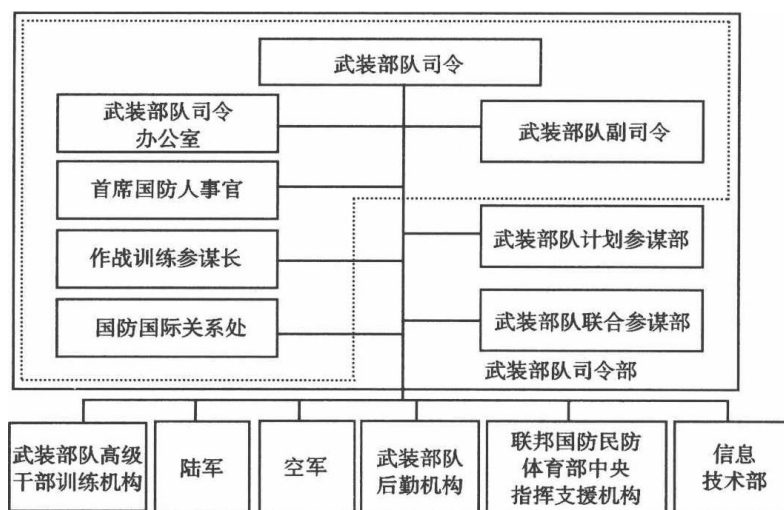 武装部队司令
武装部队司令
办公室
武装部队副司令
首席国防人事官
武装部队计划参谋部
作战训练参谋长
武装部队联合参谋部
国防国际关系处
武装部队司令部
武装部队高级
干部训练机构
陆军
空军
武装部队
后勤机构
联邦国防民防
体育部中央
指挥支援机构
信息
技术部